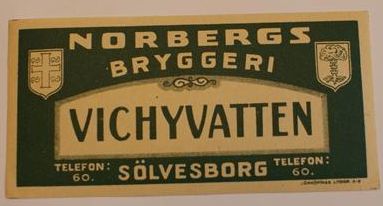 NORBERGS
BRYGGERI
VICHYVATTEN
TELEFON: SÖLVESBORG TELEFON:
60. 60.